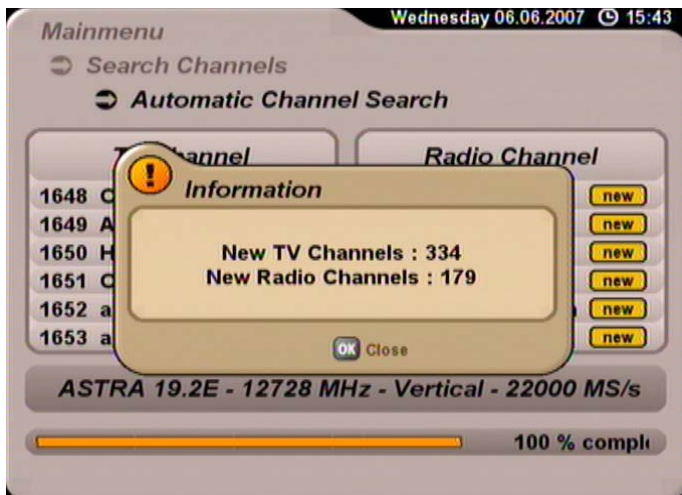 Wednesday 06.06.2007 15:43
Mainmenu
Search Channels
Automatic Channel Search
Radio Channel
Information
1648 new
1649 new
New TV Channels : 334
1650 new
New Radio Channels : 179
1651 new
1652 new
1653 new
OK Close
ASTRA 19.2E - 12728 MHz - Vertical - 22000 MS/s
100 %